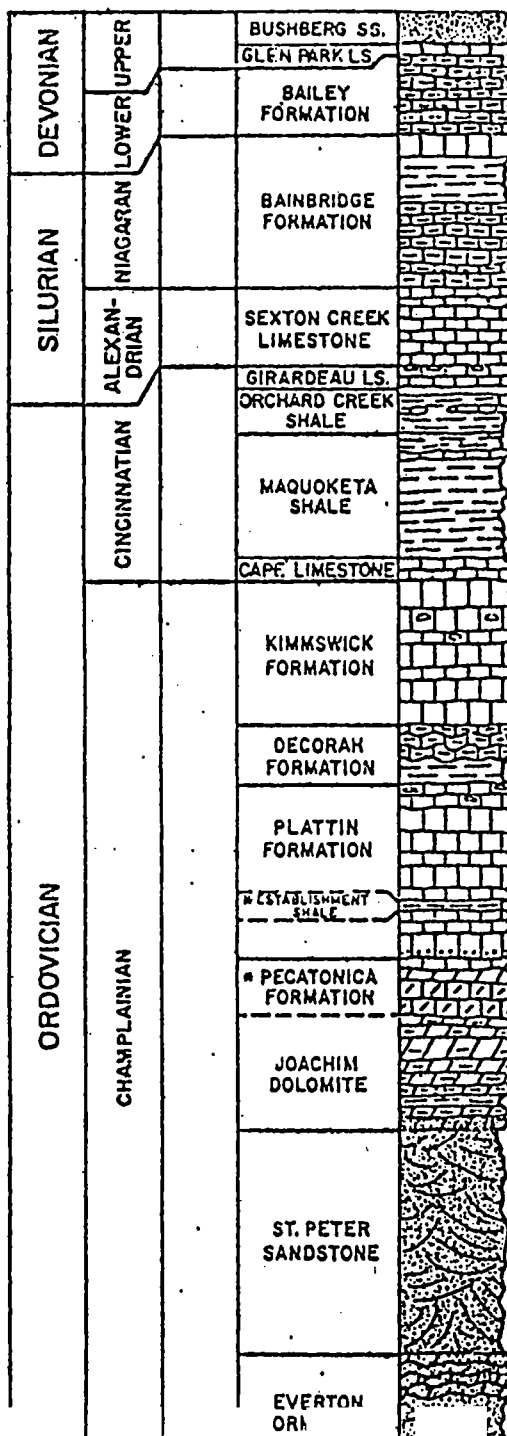 DEVONIAN
SILURIAN
ORDOVICIAN
UPPER
LOWER
NIAGARAN
ALEXAN-
DRIAN
CINCINNATIAN
CHAMPLAINIAN
BUSHBERG SS.
GLEN PARK LS
BAILEY
FORMATION
BAINBRIDGE
FORMATION
SEXTON CREEK
LIMESTONE
GIRARDEAU LS.
ORCHARD CREEK
SHALE
MAQUOKETA
SHALE
CAPE LIMESTONE
KIMMSWICK
FORMATION
DECORAH
FORMATION
PLATTIN
FORMATION
* ESTABLISHMENT
SHALE
* PECATONICA
FORMATION
JOACHIM
DOLOMITE
ST. PETER
SANDSTONE
EVERTON